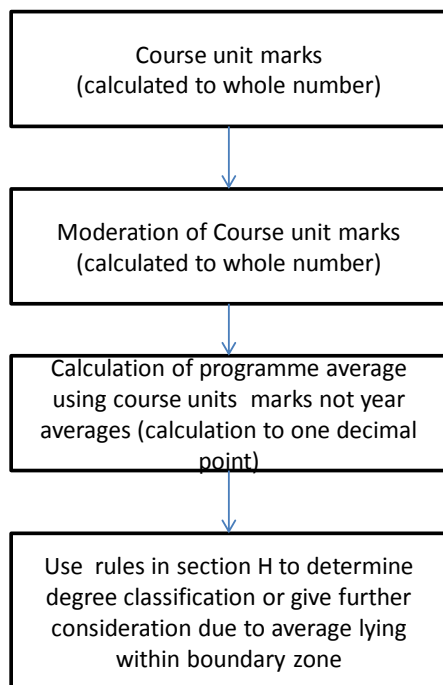 Course unit marks
(calculated to whole number)
Moderation of Course unit marks
(calculated to whole number)
Calculation of programme average
using course units  marks not year
averages (calculation to one decimal
point)
Use  rules in section H to determine
degree classification or give further
consideration due to average lying
within boundary zone